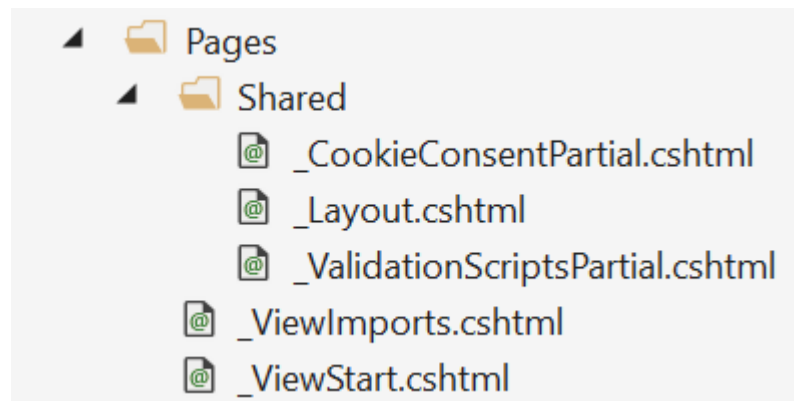 Pages
Shared
_CookieConsentPartial.cshtml
_Layout.cshtml
_ValidationScriptsPartial.cshtml
_ViewImports.cshtml
_ViewStart.cshtml